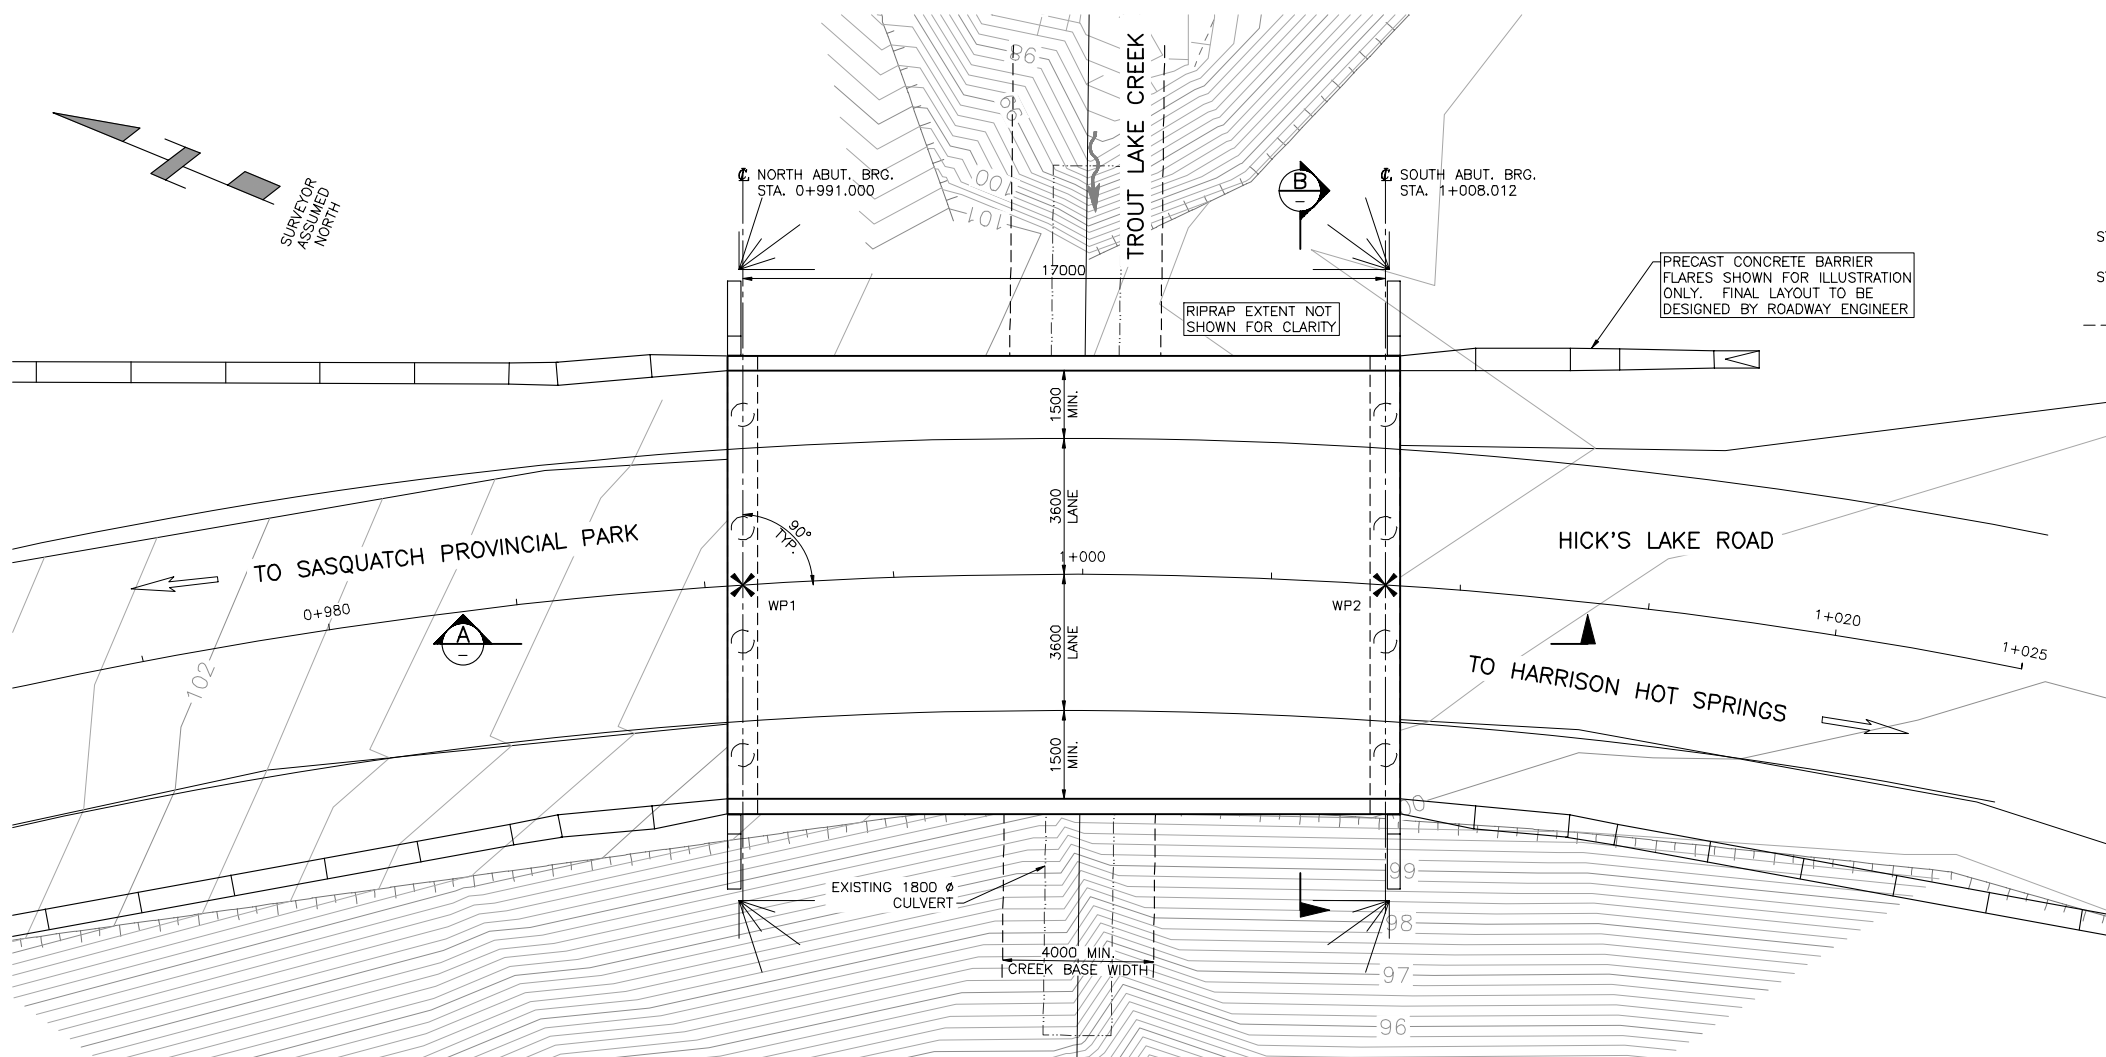 98
TROUT LAKE CREEK
℄ NORTH ABUT. BRG.
STA. 0+991.000
℄ SOUTH ABUT. BRG.
STA. 1+008.012
B
–
SURVEYOR
ASSUMED
NORTH
100
101
17000
PRECAST CONCRETE BARRIER
FLARES SHOWN FOR ILLUSTRATION
ONLY. FINAL LAYOUT TO BE
DESIGNED BY ROADWAY ENGINEER
RIPRAP EXTENT NOT
SHOWN FOR CLARITY
1500
MIN.
3600
LANE
90°
TYP.
1+000
TO SASQUATCH PROVINCIAL PARK
HICK'S LAKE ROAD
0+980
WP1
WP2
A
–
3600
LANE
1+020
1+025
102
TO HARRISON HOT SPRINGS
1500
MIN.
EXISTING 1800 ø
CULVERT
99
98
4000 MIN.
CREEK BASE WIDTH
97
96